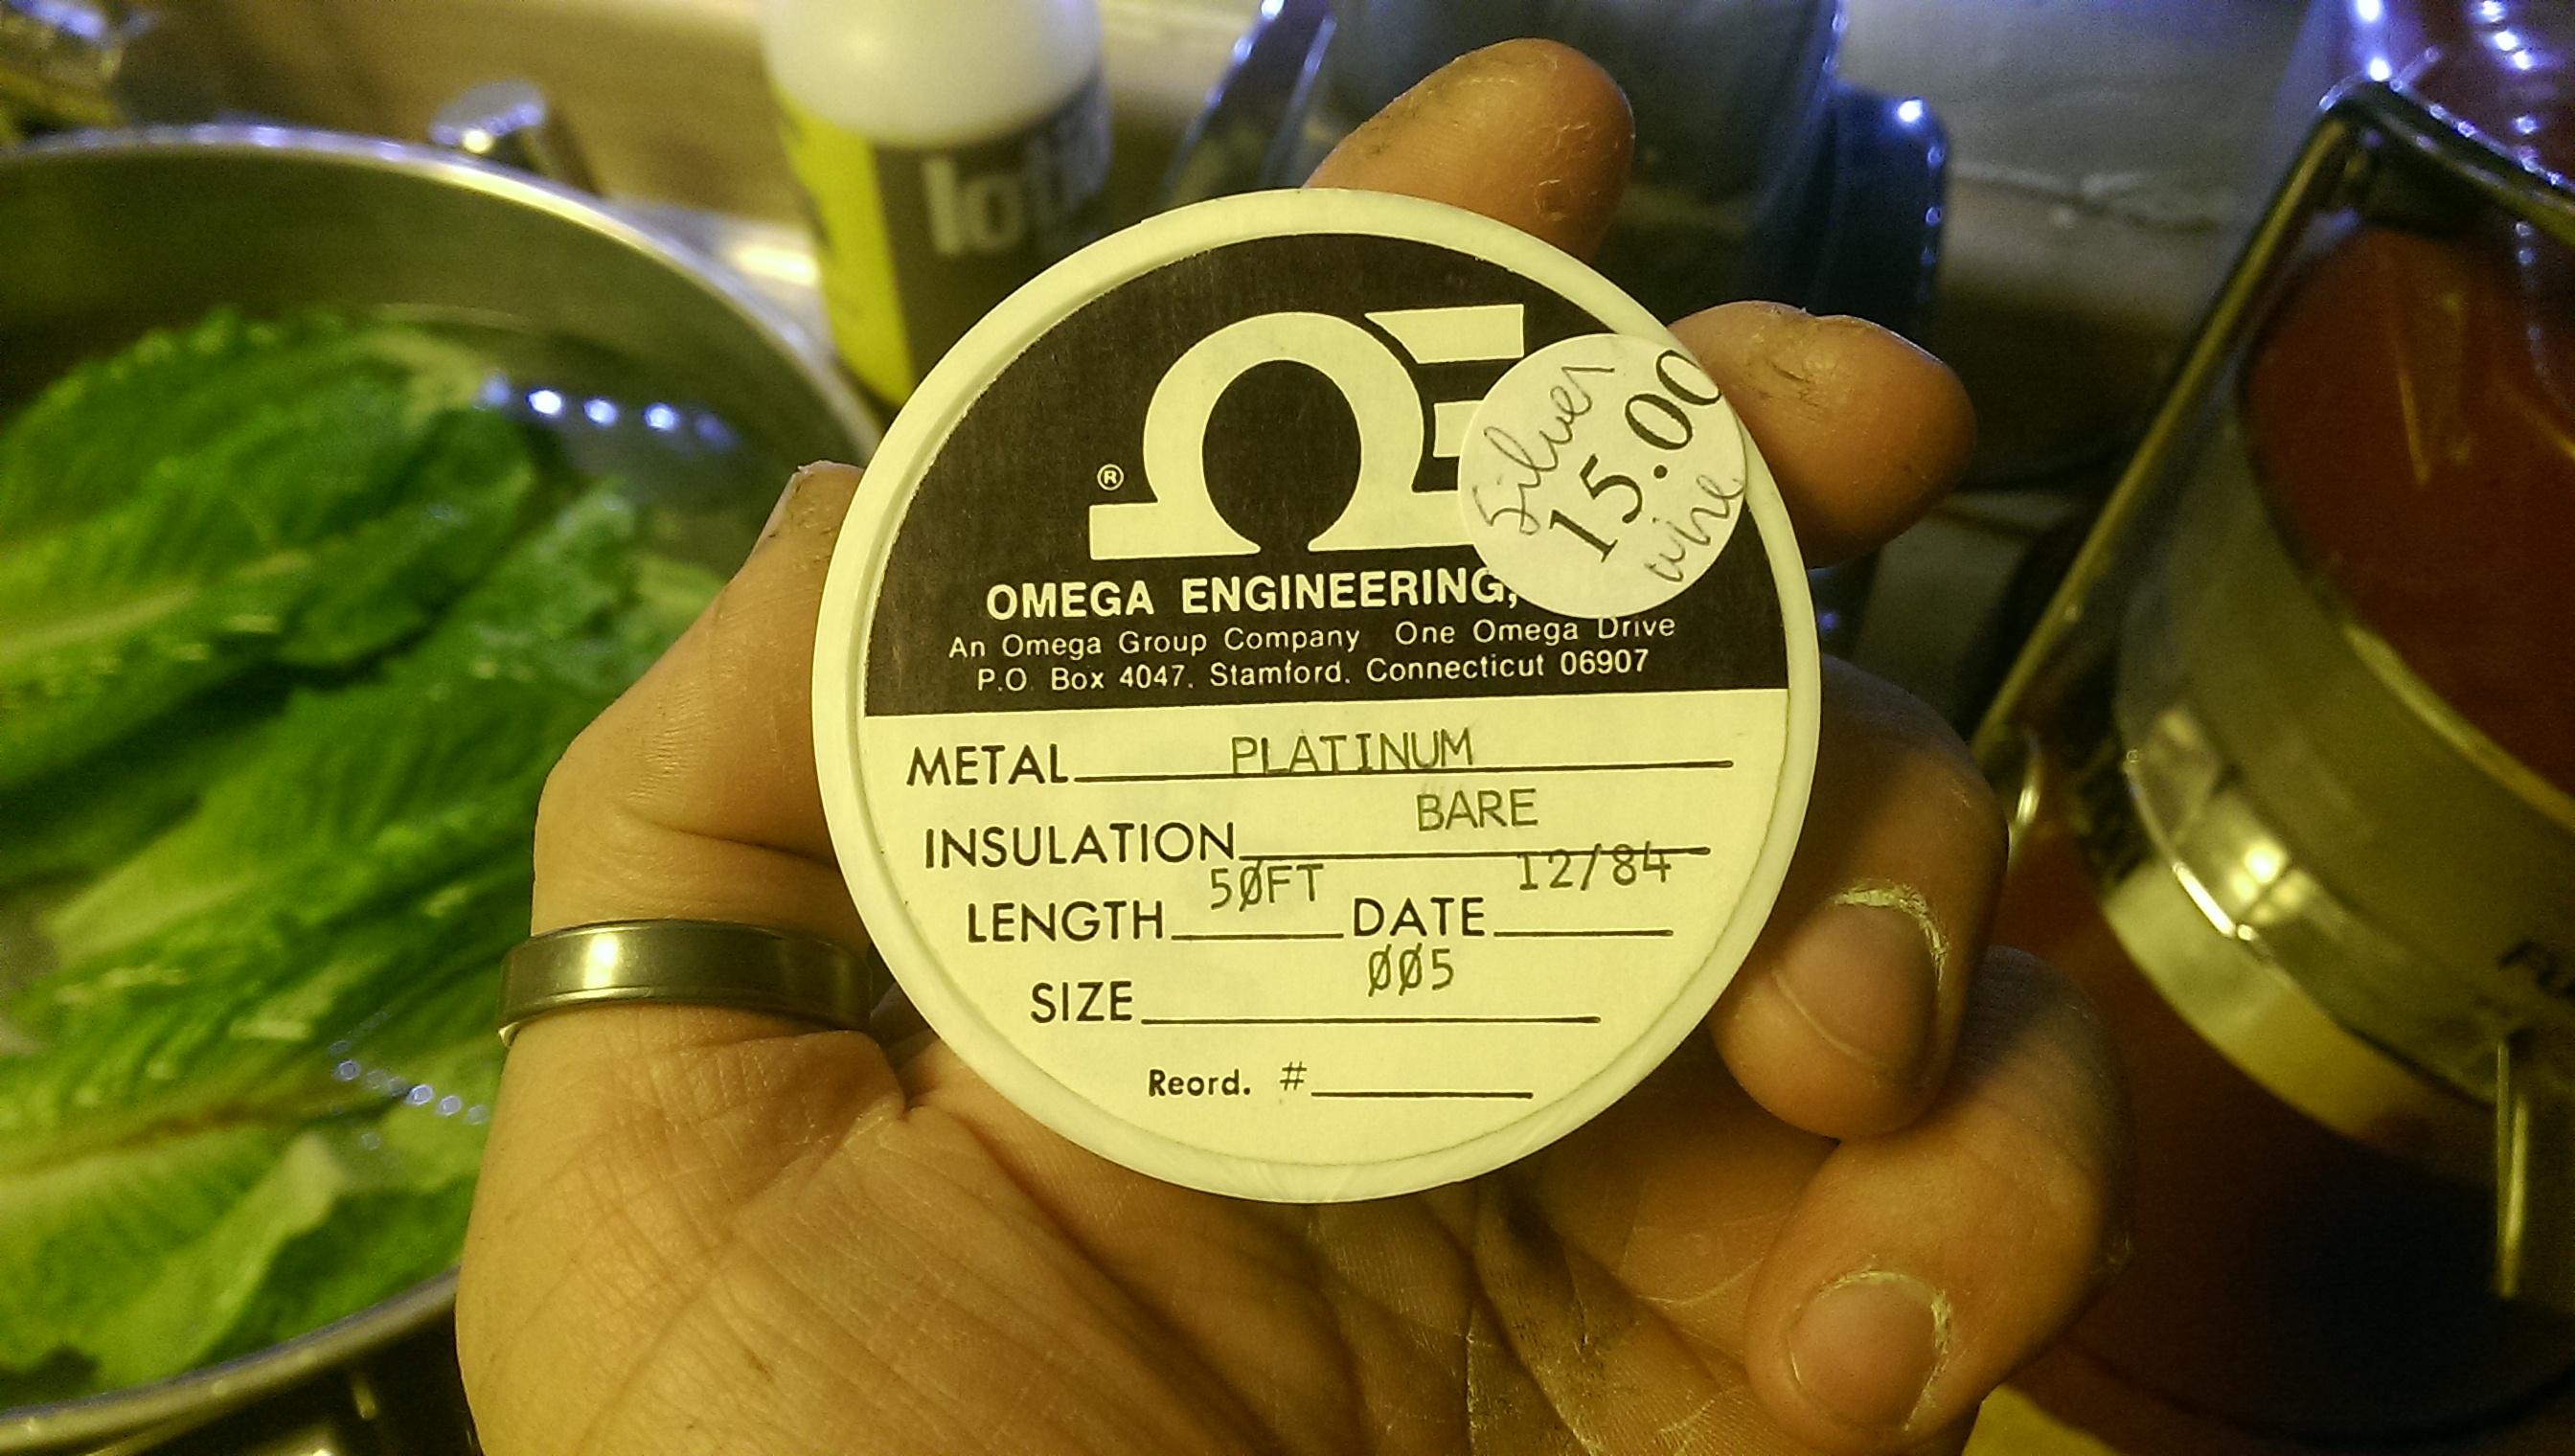 loti
®
Silver
15.00
wire
OMEGA ENGINEERING,
An Omega Group Company One Omega Drive
P.O. Box 4047, Stamford, Connecticut 06907
METAL PLATINUM
INSULATION BARE
LENGTH 50FT DATE 12/84
SIZE 005
Reord. #